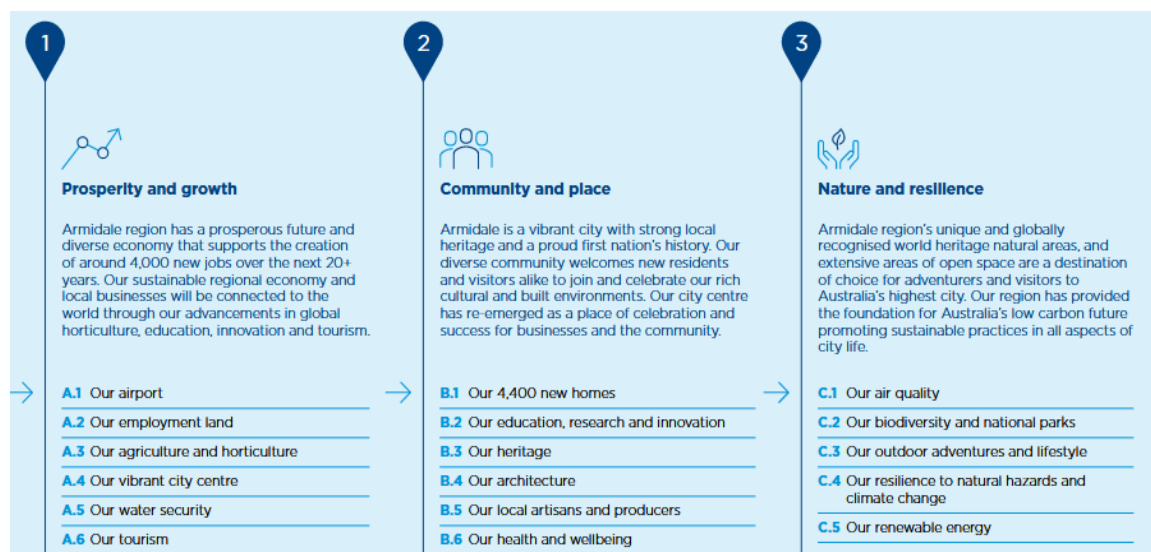 1
Prosperity and growth
Armidale region has a prosperous future and
diverse economy that supports the creation
of around 4,000 new jobs over the next 20+
years. Our sustainable regional economy and
local businesses will be connected to the
world through our advancements in global
horticulture, education, innovation and tourism.
A.1 Our airport
A.2 Our employment land
A.3 Our agriculture and horticulture
A.4 Our vibrant city centre
A.5 Our water security
A.6 Our tourism
2
Community and place
Armidale is a vibrant city with strong local
heritage and a proud first nation's history. Our
diverse community welcomes new residents
and visitors alike to join and celebrate our rich
cultural and built environments. Our city centre
has re-emerged as a place of celebration and
success for businesses and the community.
B.1 Our 4,400 new homes
B.2 Our education, research and innovation
B.3 Our heritage
B.4 Our architecture
B.5 Our local artisans and producers
B.6 Our health and wellbeing
3
Nature and resilience
Armidale region's unique and globally
recognised world heritage natural areas, and
extensive areas of open space are a destination
of choice for adventurers and visitors to
Australia's highest city. Our region has provided
the foundation for Australia's low carbon future
promoting sustainable practices in all aspects of
city life.
C.1 Our air quality
C.2 Our biodiversity and national parks
C.3 Our outdoor adventures and lifestyle
C.4 Our resilience to natural hazards and
climate change
C.5 Our renewable energy